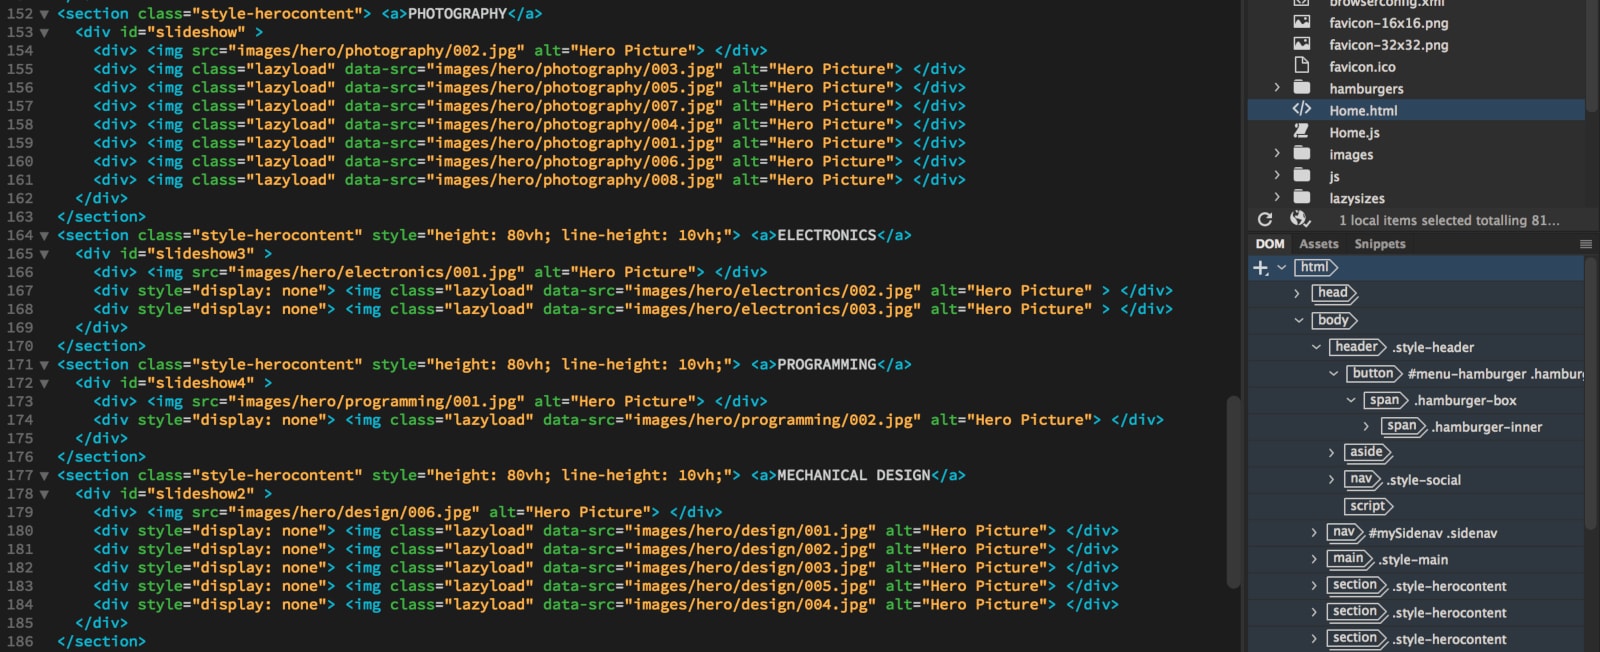 152 <section class="style-herocontent"> <a>PHOTOGRAPHY</a>
153 <div id="slideshow" >
154 <div> <img src="images/hero/photography/002.jpg" alt="Hero Picture"> </div>
155 <div> <img class="lazyload" data-src="images/hero/photography/003.jpg" alt="Hero Picture"> </div>
156 <div> <img class="lazyload" data-src="images/hero/photography/005.jpg" alt="Hero Picture"> </div>
157 <div> <img class="lazyload" data-src="images/hero/photography/007.jpg" alt="Hero Picture"> </div>
158 <div> <img class="lazyload" data-src="images/hero/photography/004.jpg" alt="Hero Picture"> </div>
159 <div> <img class="lazyload" data-src="images/hero/photography/001.jpg" alt="Hero Picture"> </div>
160 <div> <img class="lazyload" data-src="images/hero/photography/006.jpg" alt="Hero Picture"> </div>
161 <div> <img class="lazyload" data-src="images/hero/photography/008.jpg" alt="Hero Picture"> </div>
162 </div>
163 </section>
164 <section class="style-herocontent" style="height: 80vh; line-height: 10vh;"> <a>ELECTRONICS</a>
165 <div id="slideshow3" >
166 <div> <img src="images/hero/electronics/001.jpg" alt="Hero Picture"> </div>
167 <div style="display: none"> <img class="lazyload" data-src="images/hero/electronics/002.jpg" alt="Hero Picture" > </div>
168 <div style="display: none"> <img class="lazyload" data-src="images/hero/electronics/003.jpg" alt="Hero Picture" > </div>
169 </div>
170 </section>
171 <section class="style-herocontent" style="height: 80vh; line-height: 10vh;"> <a>PROGRAMMING</a>
172 <div id="slideshow4" >
173 <div> <img src="images/hero/programming/001.jpg" alt="Hero Picture"> </div>
174 <div style="display: none"> <img class="lazyload" data-src="images/hero/programming/002.jpg" alt="Hero Picture"> </div>
175 </div>
176 </section>
177 <section class="style-herocontent" style="height: 80vh; line-height: 10vh;"> <a>MECHANICAL DESIGN</a>
178 <div id="slideshow2" >
179 <div> <img src="images/hero/design/006.jpg" alt="Hero Picture"> </div>
180 <div style="display: none"> <img class="lazyload" data-src="images/hero/design/001.jpg" alt="Hero Picture"> </div>
181 <div style="display: none"> <img class="lazyload" data-src="images/hero/design/002.jpg" alt="Hero Picture"> </div>
182 <div style="display: none"> <img class="lazyload" data-src="images/hero/design/003.jpg" alt="Hero Picture"> </div>
183 <div style="display: none"> <img class="lazyload" data-src="images/hero/design/005.jpg" alt="Hero Picture"> </div>
184 <div style="display: none"> <img class="lazyload" data-src="images/hero/design/004.jpg" alt="Hero Picture"> </div>
185 </div>
186 </section>
browserconfig.xml
favicon-16x16.png
favicon-32x32.png
favicon.ico
hamburgers
Home.html
Home.js
images
js
lazysizes
1 local items selected totalling 81...
DOM Assets Snippets
html
head
body
header .style-header
button #menu-hamburger .hamburg
span .hamburger-box
span .hamburger-inner
aside
nav .style-social
script
nav #mySidenav .sidenav
main .style-main
section .style-herocontent
section .style-herocontent
section .style-herocontent